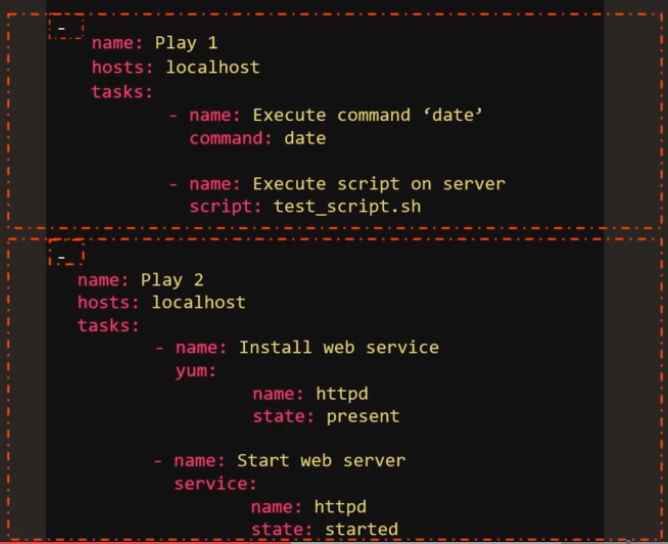 -
name: Play 1
hosts: localhost
tasks:
- name: Execute command ‘date’
command: date
- name: Execute script on server
script: test_script.sh
-
name: Play 2
hosts: localhost
tasks:
- name: Install web service
yum:
name: httpd
state: present
- name: Start web server
service:
name: httpd
state: started